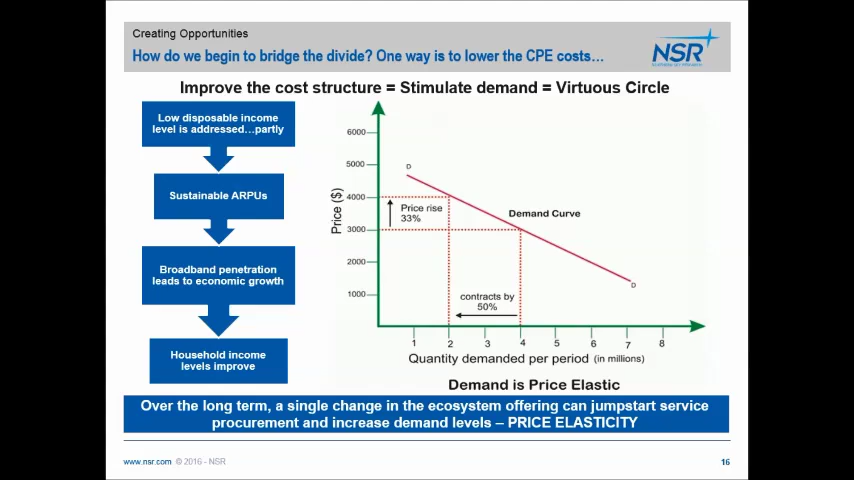 Creating Opportunities
How do we begin to bridge the divide? One way is to lower the CPE costs…
NSR
Improve the cost structure = Stimulate demand = Virtuous Circle
Low disposable income
level is addressed…partly
Sustainable ARPUs
Broadband penetration
leads to economic growth
Household income
levels improve
Price ($)
6000
5000
4000
3000
2000
1000
D
Price rise
33%
Demand Curve
contracts by
50%
D
1 2 3 4 5 6 7 8
Quantity demanded per period (in millions)
Demand is Price Elastic
Over the long term, a single change in the ecosystem offering can jumpstart service
procurement and increase demand levels – PRICE ELASTICITY
www.nsr.com © 2016 - NSR
16